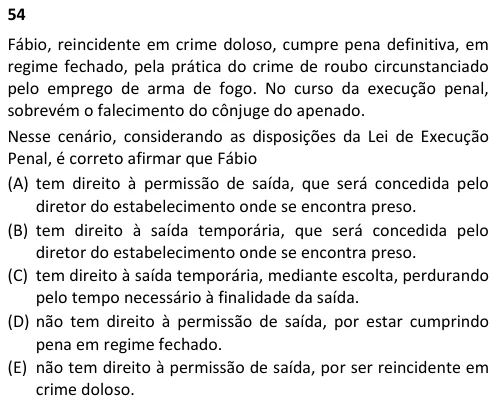 54
Fábio, reincidente em crime doloso, cumpre pena definitiva, em
regime fechado, pela prática do crime de roubo circunstanciado
pelo emprego de arma de fogo. No curso da execução penal,
sobrevém o falecimento do cônjuge do apenado.
Nesse cenário, considerando as disposições da Lei de Execução
Penal, é correto afirmar que Fábio
(A) tem direito à permissão de saída, que será concedida pelo
diretor do estabelecimento onde se encontra preso.
(B) tem direito à saída temporária, que será concedida pelo
diretor do estabelecimento onde se encontra preso.
(C) tem direito à saída temporária, mediante escolta, perdurando
pelo tempo necessário à finalidade da saída.
(D) não tem direito à permissão de saída, por estar cumprindo
pena em regime fechado.
(E) não tem direito à permissão de saída, por ser reincidente em
crime doloso.